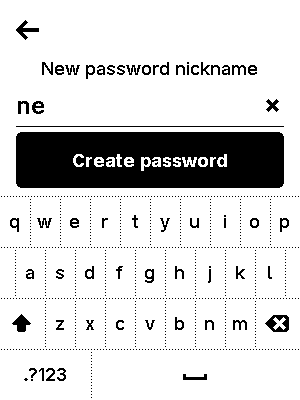 New password nickname
ne
Create password
q w e r t y u i o p
a s d f g h j k l
z x c v b n m
.?123